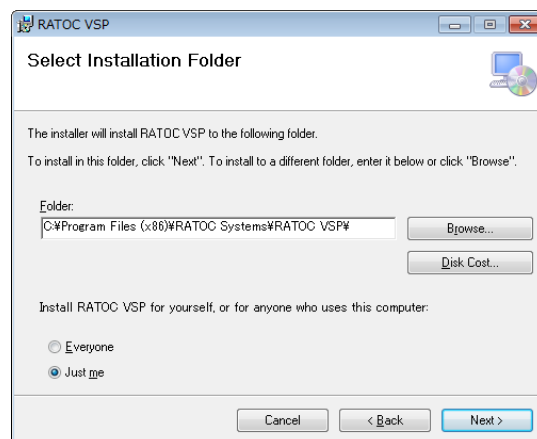 RATOC VSP
Select Installation Folder
The installer will install RATOC VSP to the following folder.
To install in this folder, click "Next". To install to a different folder, enter it below or click "Browse".
Folder:
C:¥Program Files (x86)¥RATOC Systems¥RATOC VSP¥
Browse...
Disk Cost...
Install RATOC VSP for yourself, or for anyone who uses this computer:
Everyone
Just me
Cancel < Back Next >